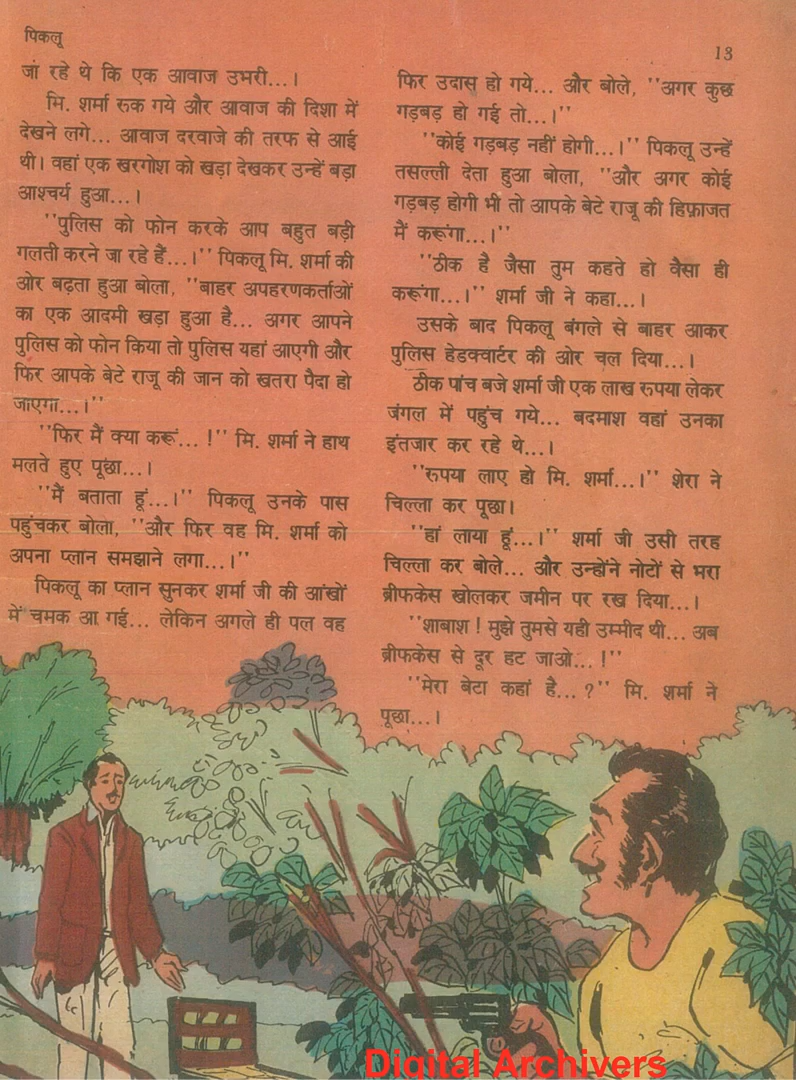 पिकलू
13
जा रहे थे कि एक आवाज उभरी...।
मि. शर्मा रूक गये और आवाज की दिशा में
देखने लगे... आवाज दरवाजे की तरफ से आई
थी। वहां एक खरगोश को खड़ा देखकर उन्हें बड़ा
आश्चर्य हुआ...।
''पुलिस को फोन करके आप बहुत बड़ी
गलती करने जा रहे हैं...।'' पिकलू मि. शर्मा की
ओर बढ़ता हुआ बोला, ''बाहर अपहरणकर्ताओं
का एक आदमी खड़ा हुआ है... अगर आपने
पुलिस को फोन किया तो पुलिस यहां आएगी और
फिर आपके बेटे राजू की जान को खतरा पैदा हो
जाएगा...।''
''फिर मैं क्या करूं... !'' मि. शर्मा ने हाथ
मलते हुए पूछा...।
''मैं बताता हूं...।'' पिकलू उनके पास
पहुंचकर बोला, ''और फिर वह मि. शर्मा को
अपना प्लान समझाने लगा...।''
पिकलू का प्लान सुनकर शर्मा जी की आंखों
में चमक आ गई... लेकिन अगले ही पल वह
फिर उदास हो गये... और बोले, ''अगर कुछ
गड़बड़ हो गई तो...।''
''कोई गड़बड़ नहीं होगी...।'' पिकलू उन्हें
तसल्ली देता हुआ बोला, ''और अगर कोई
गड़बड़ होगी भी तो आपके बेटे राजू की हिफ़ाजत
मैं करूंगा...।''
''ठीक है जैसा तुम कहते हो वैसा ही
करूंगा...।'' शर्मा जी ने कहा...।
उसके बाद पिकलू बंगले से बाहर आकर
पुलिस हेडक्वार्टर की ओर चल दिया...।
ठीक पांच बजे शर्मा जी एक लाख रूपया लेकर
जंगल में पहुंच गये... बदमाश वहां उनका
इंतजार कर रहे थे...।
''रूपया लाए हो मि. शर्मा...।'' शेरा ने
चिल्ला कर पूछा।
''हां लाया हूं...।'' शर्मा जी उसी तरह
चिल्ला कर बोले... और उन्होंने नोटों से भरा
ब्रीफकेस खोलकर जमीन पर रख दिया...।
''शाबाश ! मुझे तुमसे यही उम्मीद थी... अब
ब्रीफकेस से दूर हट जाओ... !''
''मेरा बेटा कहां है... ?'' मि. शर्मा ने
पूछा...।
Digital Archivers